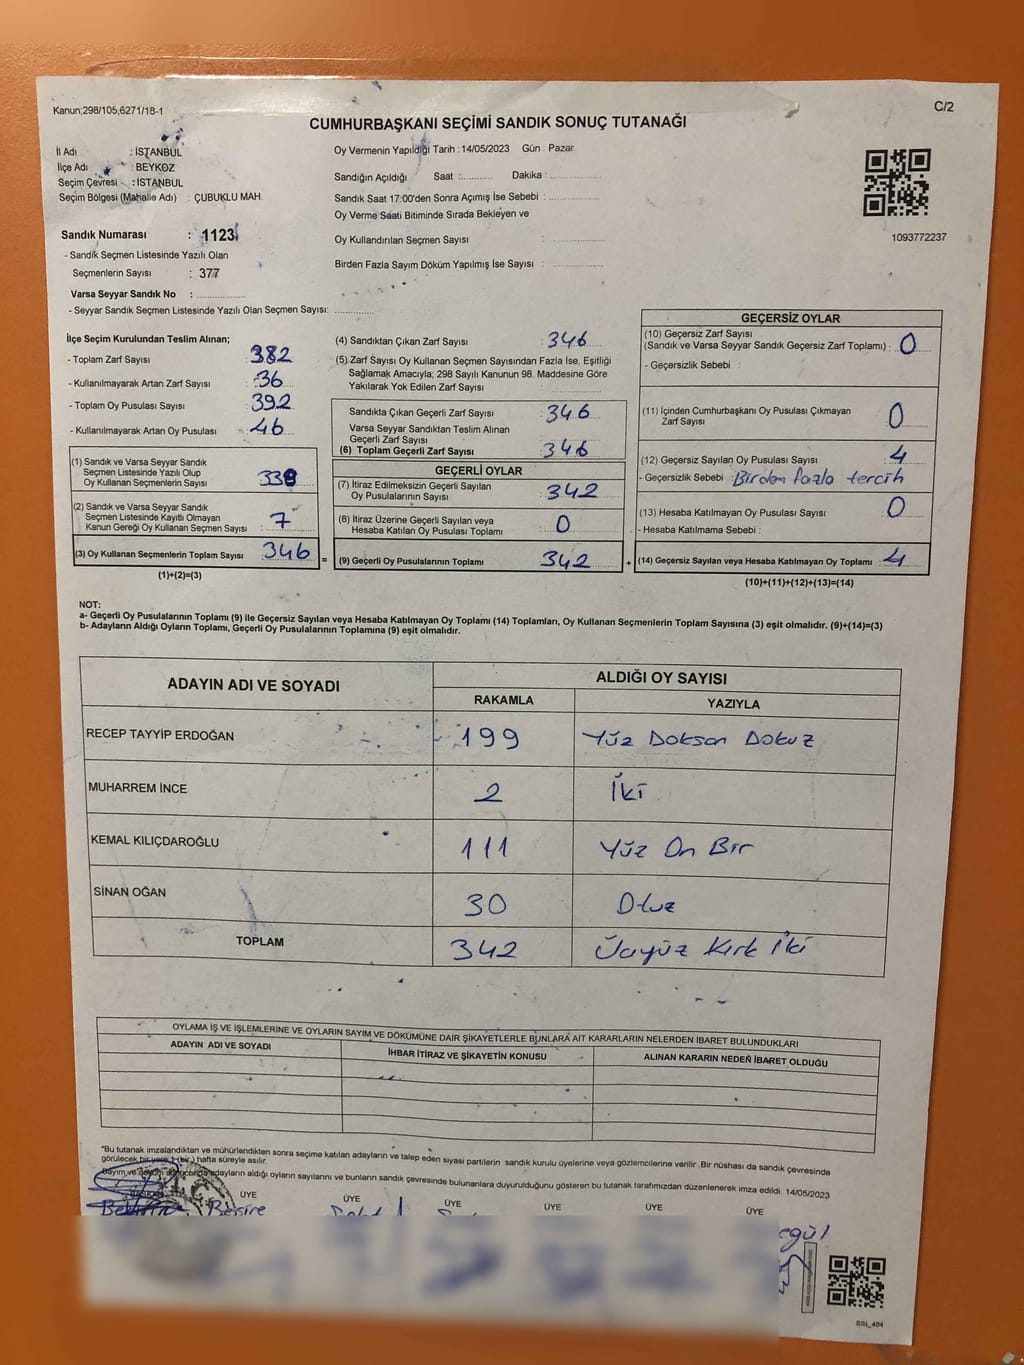 Kanun;298/105;6271/18-1
C/2
CUMHURBAŞKANI SEÇİMİ SANDIK SONUÇ TUTANAĞI
İl Adı : İSTANBUL
İlçe Adı : BEYKOZ
Seçim Çevresi : İSTANBUL
Seçim Bölgesi (Mahalle Adı) : ÇUBUKLU MAH.
Sandık Numarası : 1123
- Sandık Seçmen Listesinde Yazılı Olan
Seçmenlerin Sayısı : 377
Varsa Seyyar Sandık No : ..............
- Seyyar Sandık Seçmen Listesinde Yazılı Olan Seçmen Sayısı: ............
Oy Vermenin Yapıldığı Tarih : 14/05/2023 Gün : Pazar
Sandığın Açıldığı Saat :........... Dakika : ..................
Sandık Saat 17:00'den Sonra Açımış İse Sebebi : ..................
Oy Verme Saati Bitiminde Sırada Bekleyen ve
Oy Kullandırılan Seçmen Sayısı : ..................
Birden Fazla Sayım Döküm Yapılmış İse Sayısı : ..................
1093772237
İlçe Seçim Kurulundan Teslim Alınan;
- Toplam Zarf Sayısı : 382
- Kullanılmayarak Artan Zarf Sayısı : 36
- Toplam Oy Pusulası Sayısı : 392
- Kullanılmayarak Artan Oy Pusulası : 46
(1) Sandık ve Varsa Seyyar Sandık
Seçmen Listesinde Yazılı Olup
Oy Kullanan Seçmenlerin Sayısı : 339
(2) Sandık ve Varsa Seyyar Sandık
Seçmen Listesinde Kayıtlı Olmayan
Kanun Gereği Oy Kullanan Seçmen Sayısı : 7
(3) Oy Kullanan Seçmenlerin Toplam Sayısı : 346 =
(1)+(2)=(3)
(4) Sandıktan Çıkan Zarf Sayısı : 346
(5) Zarf Sayısı Oy Kullanan Seçmen Sayısından Fazla İse, Eşitliği
Sağlamak Amacıyla; 298 Sayılı Kanunun 98. Maddesine Göre
Yakılarak Yok Edilen Zarf Sayısı :
Sandıkta Çıkan Geçerli Zarf Sayısı : 346
Varsa Seyyar Sandıktan Teslim Alınan
Geçerli Zarf Sayısı :
(6) Toplam Geçerli Zarf Sayısı : 346
GEÇERLİ OYLAR
(7) İtiraz Edilmeksizin Geçerli Sayılan
Oy Pusulalarının Sayısı : 342
(8) İtiraz Üzerine Geçerli Sayılan veya
Hesaba Katılan Oy Pusulası Toplamı : 0
(9) Geçerli Oy Pusulalarının Toplamı : 342 +
GEÇERSİZ OYLAR
(10) Geçersiz Zarf Sayısı
(Sandık ve Varsa Seyyar Sandık Geçersiz Zarf Toplamı) : 0
- Geçersizlik Sebebi :
(11) İçinden Cumhurbaşkanı Oy Pusulası Çıkmayan
Zarf Sayısı : 0
(12) Geçersiz Sayılan Oy Pusulası Sayısı : 4
- Geçersizlik Sebebi : Birden fazla tercih
(13) Hesaba Katılmayan Oy Pusulası Sayısı : 0
- Hesaba Katılmama Sebebi :
(14) Geçersiz Sayılan veya Hesaba Katılmayan Oy Toplamı : 4
(10)+(11)+(12)+(13)=(14)
NOT:
a- Geçerli Oy Pusulalarının Toplamı (9) ile Geçersiz Sayılan veya Hesaba Katılmayan Oy Toplamı (14) Toplamları, Oy Kullanan Seçmenlerin Toplam Sayısına (3) eşit olmalıdır. (9)+(14)=(3)
b- Adayların Aldığı Oyların Toplamı, Geçerli Oy Pusulalarının Toplamına (9) eşit olmalıdır.
ADAYIN ADI VE SOYADI
ALDIĞI OY SAYISI
RAKAMLA YAZIYLA
RECEP TAYYİP ERDOĞAN 199 Yüz Doksan Dokuz
MUHARREM İNCE 2 İki
KEMAL KILIÇDAROĞLU 111 Yüz On Bir
SİNAN OĞAN 30 Otuz
TOPLAM 342 Üçyüz Kırk İki
OYLAMA İŞ VE İŞLEMLERİNE VE OYLARIN SAYIM VE DÖKÜMÜNE DAİR ŞİKAYETLERLE BUNLARA AİT KARARLARIN NELERDEN İBARET BULUNDUKLARI
ADAYIN ADI VE SOYADI İHBAR İTİRAZ VE ŞİKAYETİN KONUSU ALINAN KARARIN NEDEN İBARET OLDUĞU
*Bu tutanak imzalandıktan ve mühürlendikten sonra seçime katılan adayların ve talep eden siyasi partilerin sandık kurulu üyelerine veya gözlemcilerine verilir. Bir nüshası da sandık çevresinde
görülecek bir yere 1 (bir) hafta süreyle asılır.
Sayım ve döküm sonucunda adayların aldığı oyların sayılarını ve bunların sandık çevresinde bulunanlara duyurulduğunu gösteren bu tutanak tarafımızdan düzenlenerek imza edildi. 14/05/2023
BAŞKAN ÜYE ÜYE ÜYE ÜYE ÜYE ÜYE
SSI_404